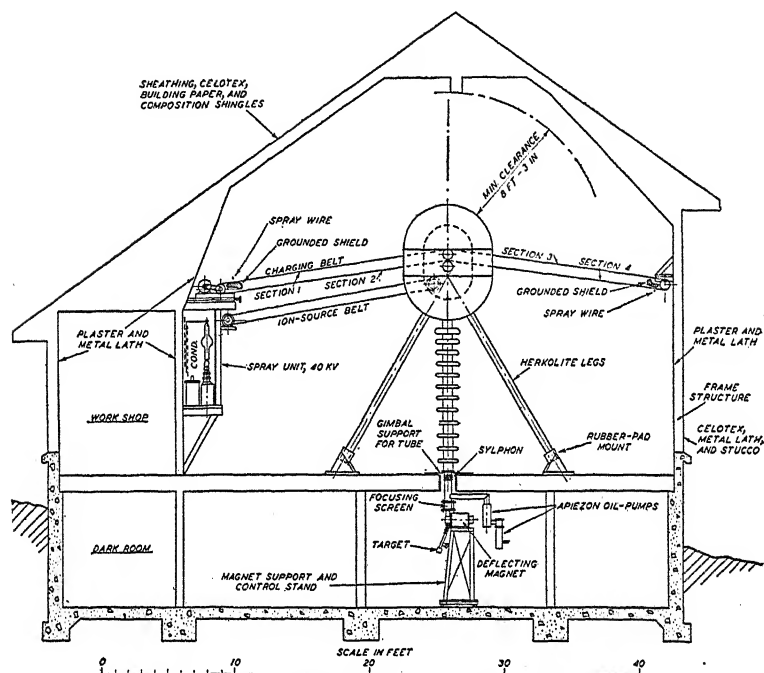 SHEATHING, CELOTEX,
BUILDING PAPER, AND
COMPOSITION SHINGLES
MIN. CLEARANCE
8 FT-3 IN
SPRAY WIRE
GROUNDED SHIELD
CHARGING BELT
SECTION 1
SECTION 2
ION-SOURCE BELT
SECTION 3
SECTION 4
GROUNDED SHIELD
SPRAY WIRE
PLASTER AND
METAL LATH
COND.
SPRAY UNIT, 40 KV
HERKOLITE LEGS
PLASTER AND
METAL LATH
FRAME
STRUCTURE
CELOTEX,
METAL LATH,
AND STUCCO
WORK SHOP
GIMBAL
SUPPORT
FOR TUBE
SYLPHON
RUBBER-PAD
MOUNT
FOCUSING
SCREEN
APIEZON OIL-PUMPS
DARK ROOM
TARGET
DEFLECTING
MAGNET
MAGNET SUPPORT AND
CONTROL STAND
SCALE IN FEET
0 10 20 30 40